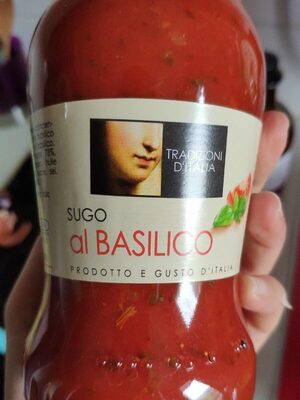 TRADIZIONI
D'ITALIA
SUGO
al BASILICO
PRODOTTO E GUSTO D'ITALIA